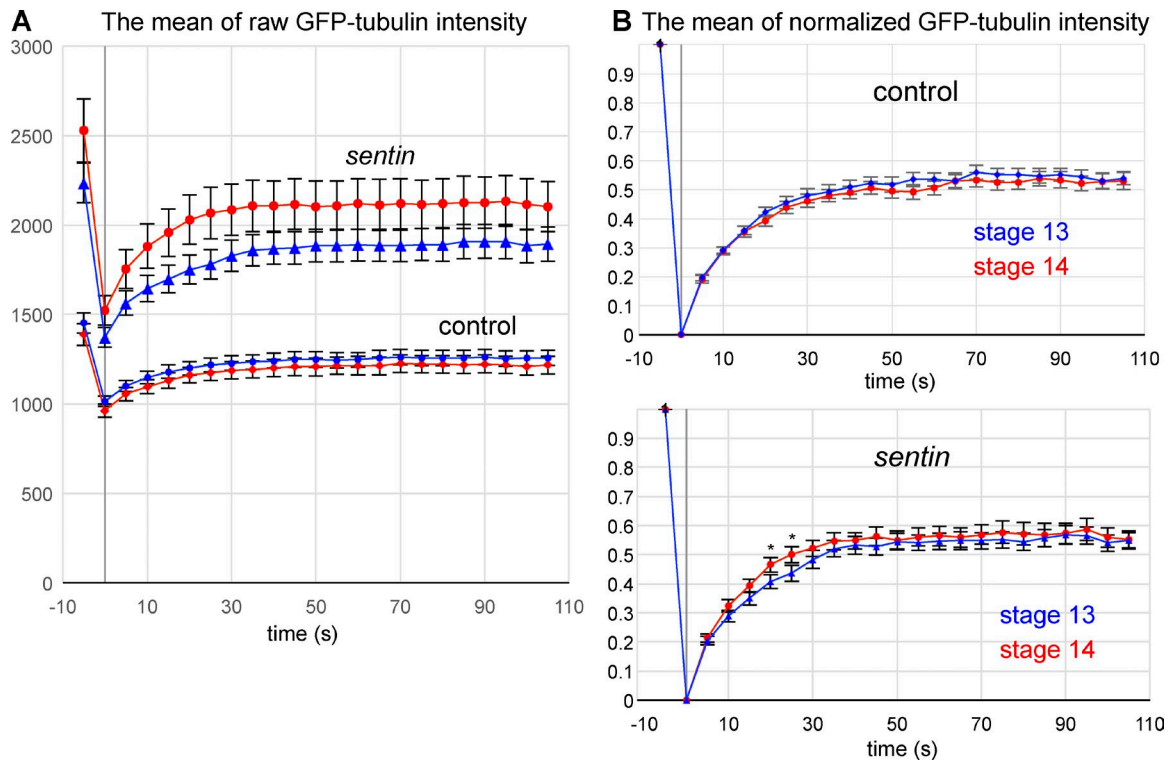 A The mean of raw GFP-tubulin intensity
3000
2500
2000
1500
1000
500
0
sentin
control
-10 10 30 50 70 90 110
time (s)
B The mean of normalized GFP-tubulin intensity
0.9
0.8
0.7
0.6
0.5
0.4
0.3
0.2
0.1
0
control
stage 13
stage 14
-10 10 30 50 70 90 110
time (s)
0.9
0.8
0.7
0.6
0.5
0.4
0.3
0.2
0.1
0
sentin
* *
stage 13
stage 14
-10 10 30 50 70 90 110
time (s)